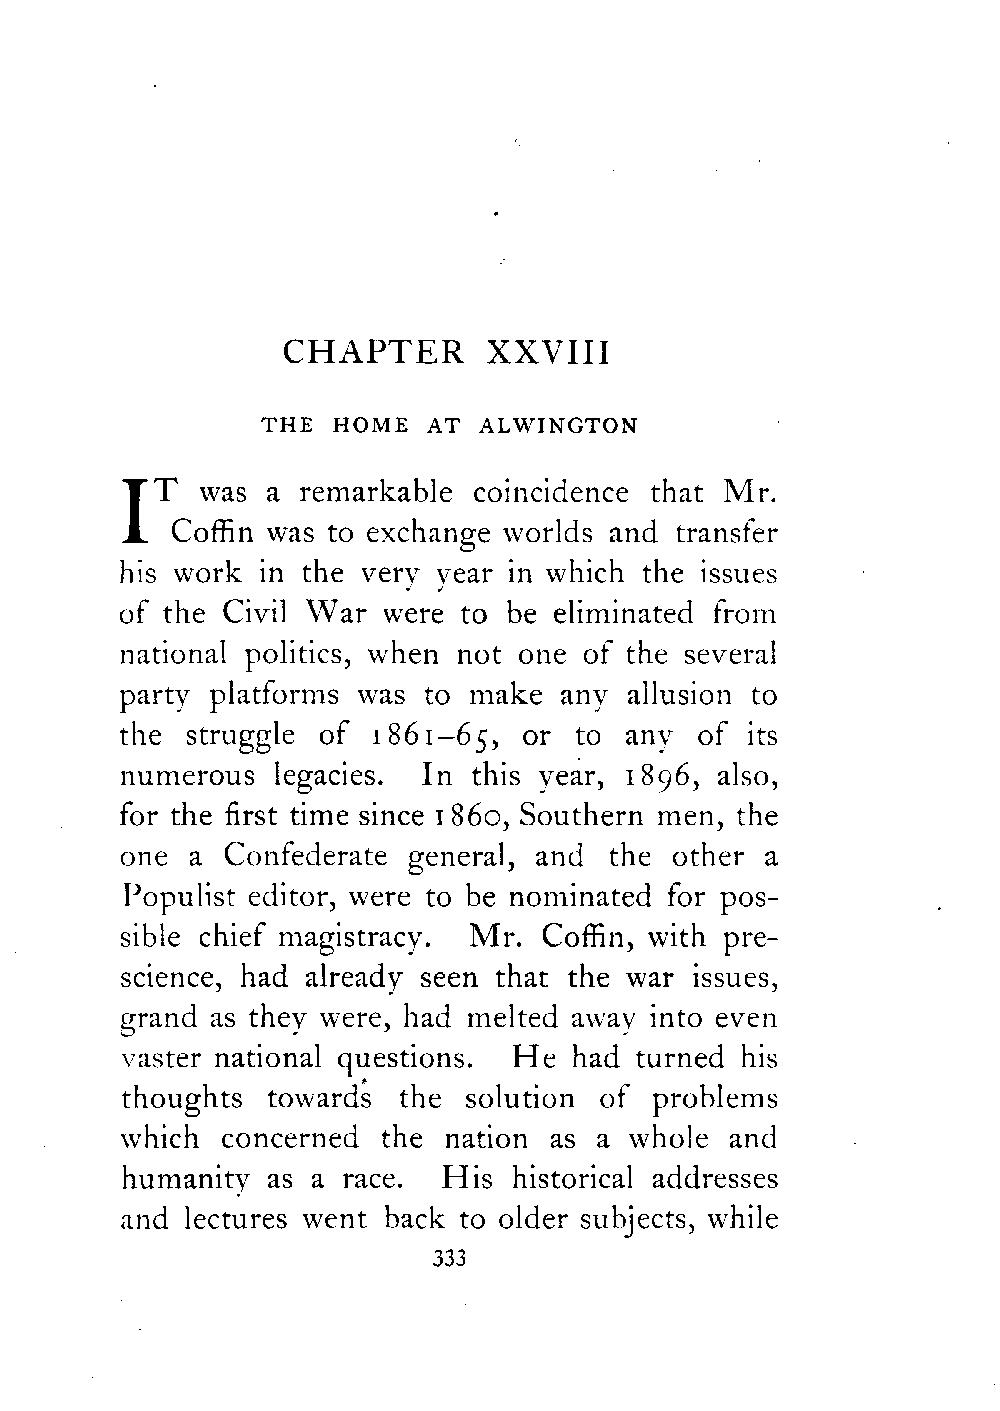 CHAPTER XXVIII
THE HOME AT ALWINGTON
IT was a remarkable coincidence that Mr.
Coffin was to exchange worlds and transfer
his work in the very year in which the issues
of the Civil War were to be eliminated from
national politics, when not one of the several
party platforms was to make any allusion to
the struggle of 1861–65, or to any of its
numerous legacies. In this year, 1896, also,
for the first time since 1860, Southern men, the
one a Confederate general, and the other a
Populist editor, were to be nominated for pos-
sible chief magistracy. Mr. Coffin, with pre-
science, had already seen that the war issues,
grand as they were, had melted away into even
vaster national questions. He had turned his
thoughts towards the solution of problems
which concerned the nation as a whole and
humanity as a race. His historical addresses
and lectures went back to older subjects, while
333